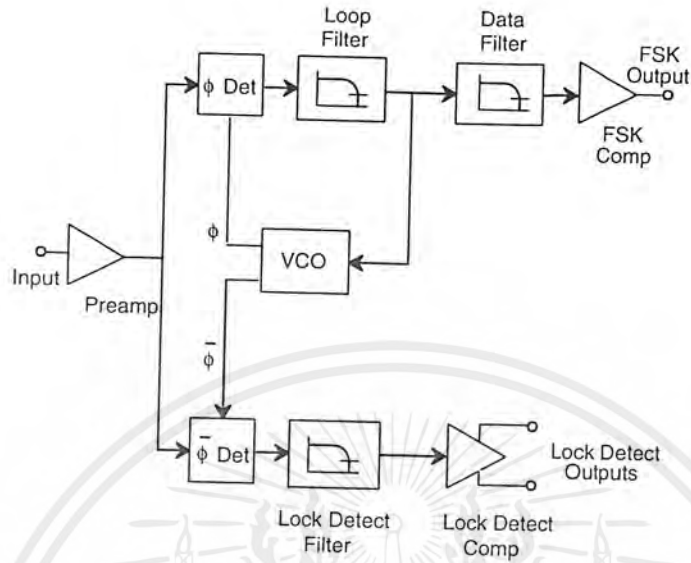 Loop
Filter
Data
Filter
FSK
Output
ϕ Det
FSK
Comp
Input
Preamp
ϕ
VCO
ϕ̅
ϕ̅ Det
Lock Detect
Outputs
Lock Detect
Filter
Lock Detect
Comp